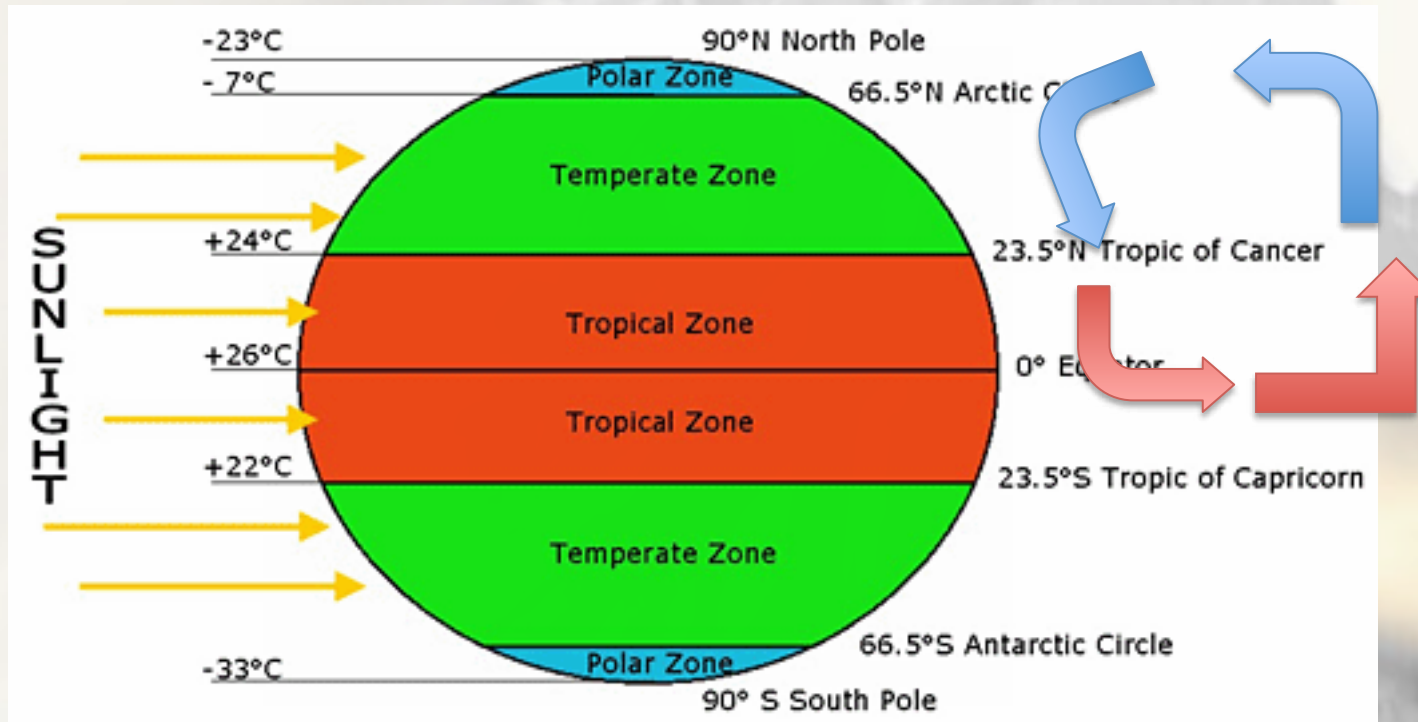 -23°C
90°N North Pole
- 7°C
Polar Zone
66.5°N Arctic
Temperate Zone
+24°C
23.5°N Tropic of Cancer
SUNLIGHT
Tropical Zone
+26°C
0°
Tropical Zone
+22°C
23.5°S Tropic of Capricorn
Temperate Zone
66.5°S Antarctic Circle
-33°C
Polar Zone
90° S South Pole